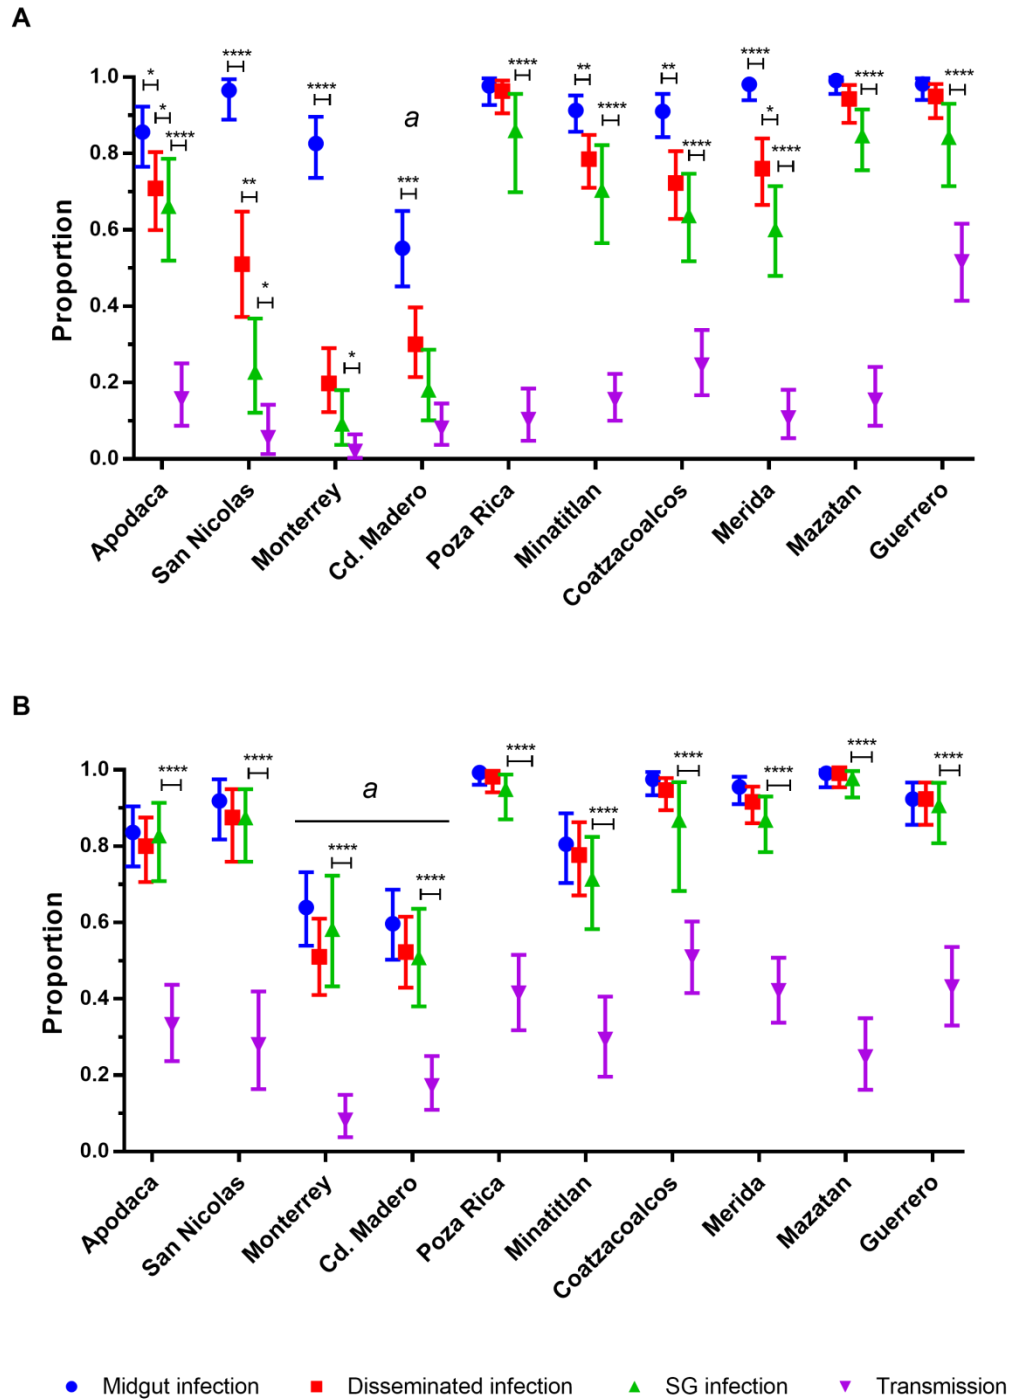 A
Proportion
1.0
0.8
0.6
0.4
0.2
0.0
* * ****
**** ** *
**** *
a
***
****
** ****
** ****
**** * ****
****
****
Apodaca
San Nicolas
Monterrey
Cd. Madero
Poza Rica
Minatitlan
Coatzacoalcos
Merida
Mazatan
Guerrero
B
Proportion
1.0
0.8
0.6
0.4
0.2
0.0
****
****
a
****
****
****
****
****
****
****
****
Apodaca
San Nicolas
Monterrey
Cd. Madero
Poza Rica
Minatitlan
Coatzacoalcos
Merida
Mazatan
Guerrero
Midgut infection Disseminated infection SG infection Transmission